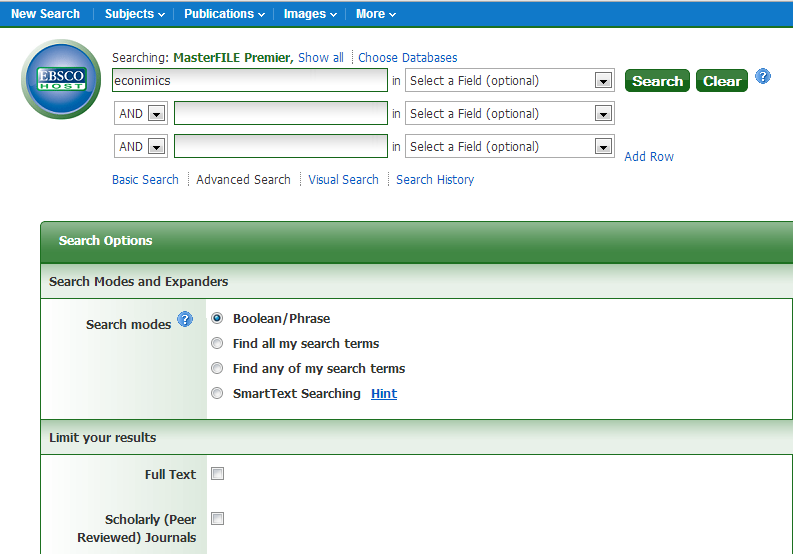 New Search Subjects Publications Images More
Searching: MasterFILE Premier, Show all Choose Databases
EBSCO
HOST
econimics in Select a Field (optional) Search Clear ?
AND in Select a Field (optional)
AND in Select a Field (optional) Add Row
Basic Search Advanced Search Visual Search Search History
Search Options
Search Modes and Expanders
Search modes ? Boolean/Phrase
Find all my search terms
Find any of my search terms
SmartText Searching Hint
Limit your results
Full Text
Scholarly (Peer
Reviewed) Journals